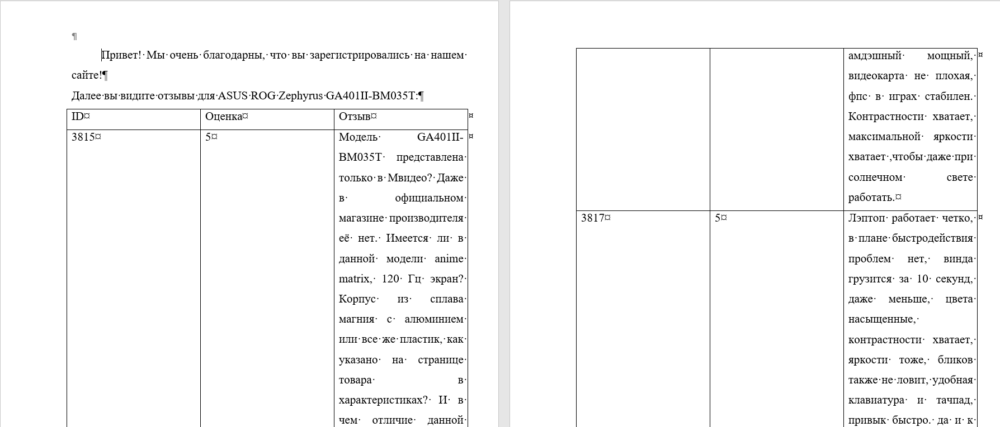 Привет! Мы очень благодарны, что вы зарегистрировались на нашем
сайте!
Далее вы видите отзывы для ASUS ROG Zephyrus GA401II-BM035T:
ID Оценка Отзыв
3815 5 Модель GA401II-
BM035T представлена
только в Мвидео? Даже
в официальном
магазине производителя
её нет. Имеется ли в
данной модели anime
matrix, 120 Гц экран?
Корпус из сплава
магния с алюминием
или все же пластик, как
указано на странице
товара в
характеристиках? И в
чем отличие данной
амдэшный мощный,
видеокарта не плохая,
фпс в играх стабилен.
Контрастности хватает,
максимальной яркости
хватает ,чтобы даже при
солнечном свете
работать.
3817 5 Лэптоп работает четко,
в плане быстродействия
проблем нет, винда
грузится за 10 секунд,
даже меньше, цвета
насыщенные,
контрастности хватает,
яркости тоже, бликов
также не ловит, удобная
клавиатура и тачпад,
привык быстро. да и к